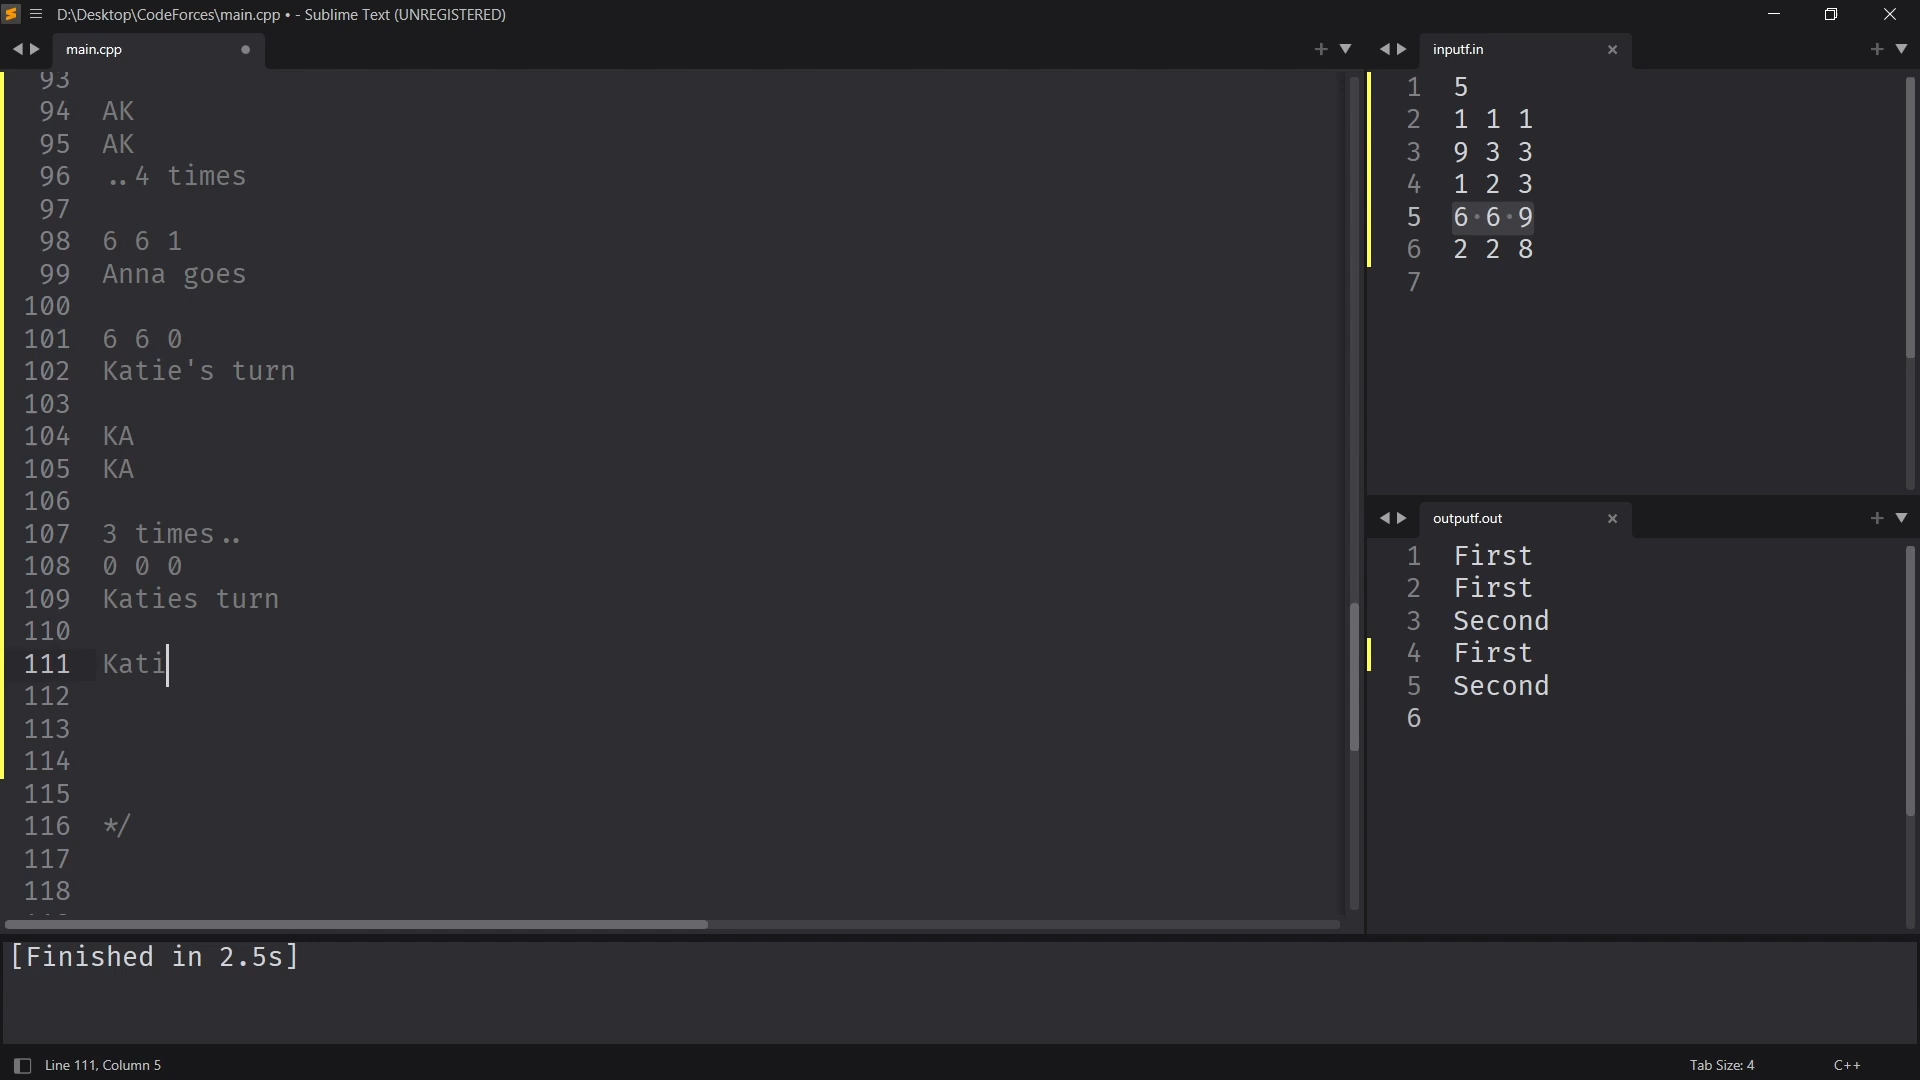 D:\Desktop\CodeForces\main.cpp • - Sublime Text (UNREGISTERED)
main.cpp
93
94 AK
95 AK
96 ..4 times
97
98 6 6 1
99 Anna goes
100
101 6 6 0
102 Katie's turn
103
104 KA
105 KA
106
107 3 times..
108 0 0 0
109 Katies turn
110
111 Kati
112
113
114
115
116 */
117
118
inputf.in
1 5
2 1 1 1
3 9 3 3
4 1 2 3
5 6·6·9
6 2 2 8
7
outputf.out
1 First
2 First
3 Second
4 First
5 Second
6
[Finished in 2.5s]
Line 111, Column 5
Tab Size: 4
C++